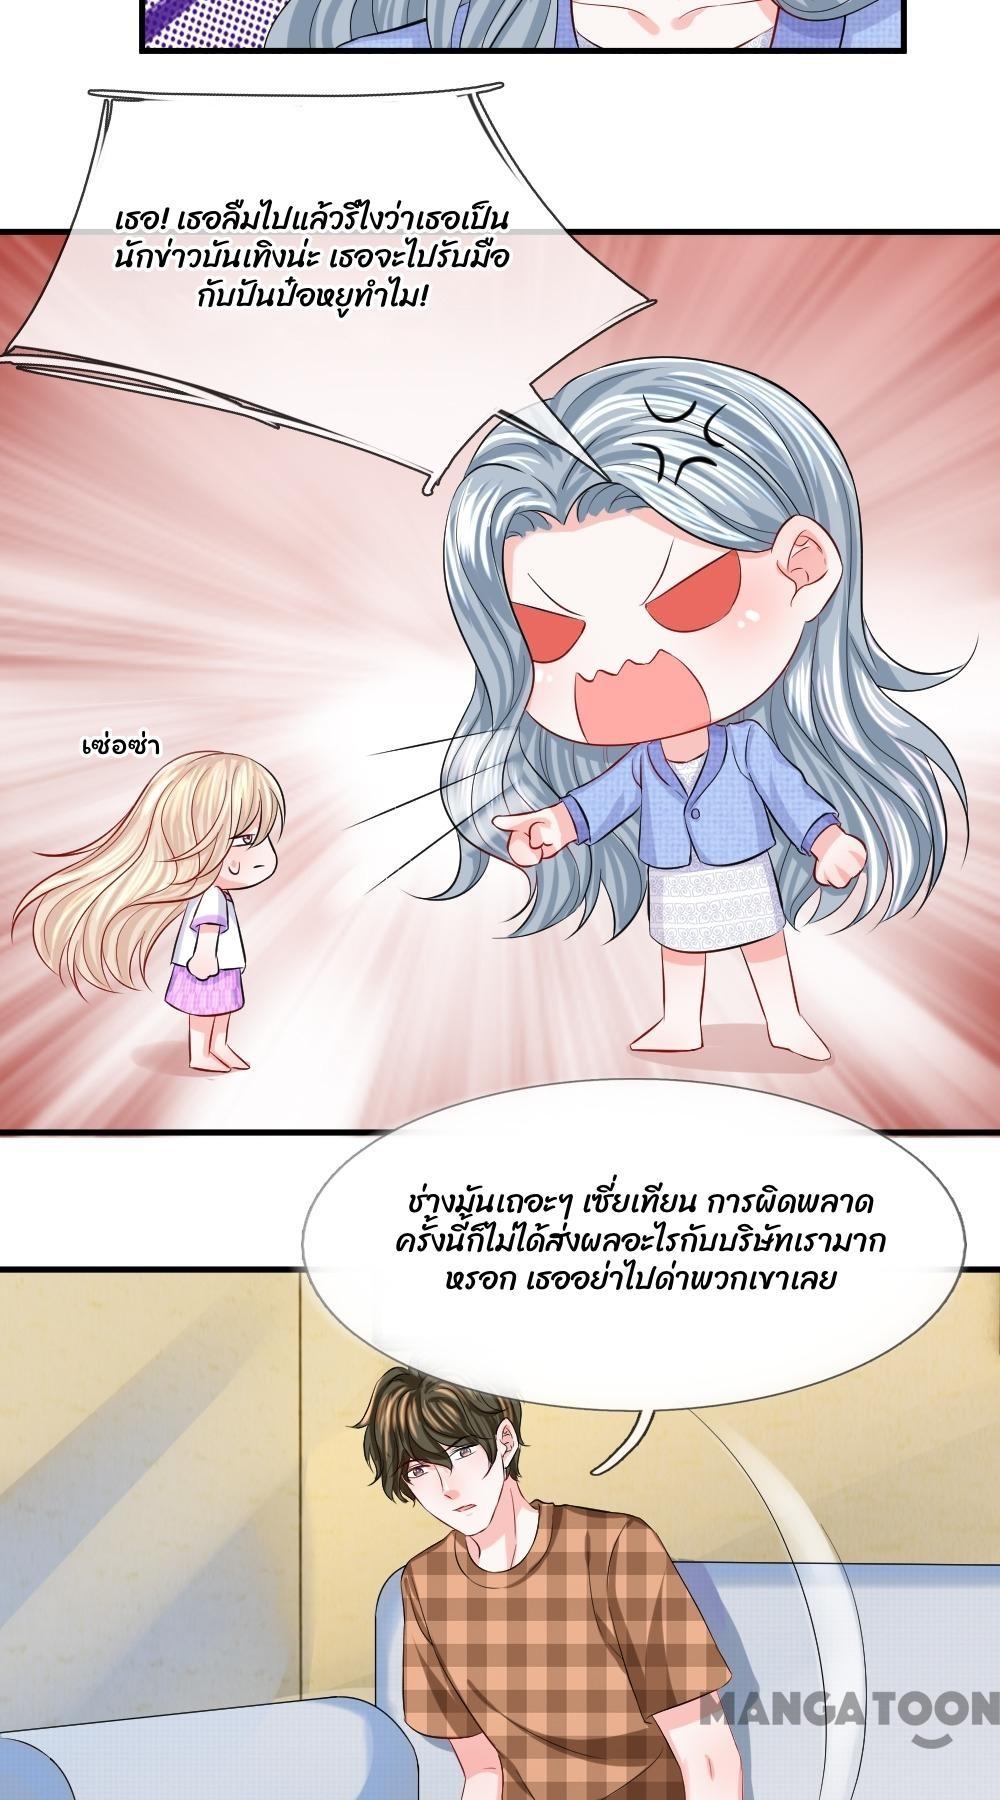 เธอ! เธอลืมไปแล้วรึไงว่าเธอเป็น
นักข่าวบันเทิงน่ะ เธอจะไปรับมือ
กับปันป๋อหยูทำไม!
เซ่อซ่า
ช่างมันเถอะๆ เซี่ยเทียน การผิดพลาด
ครั้งนี้ก็ไม่ได้ส่งผลอะไรกับบริษัทเรามาก
หรอก เธออย่าไปด่าพวกเขาเลย
MANGATOON